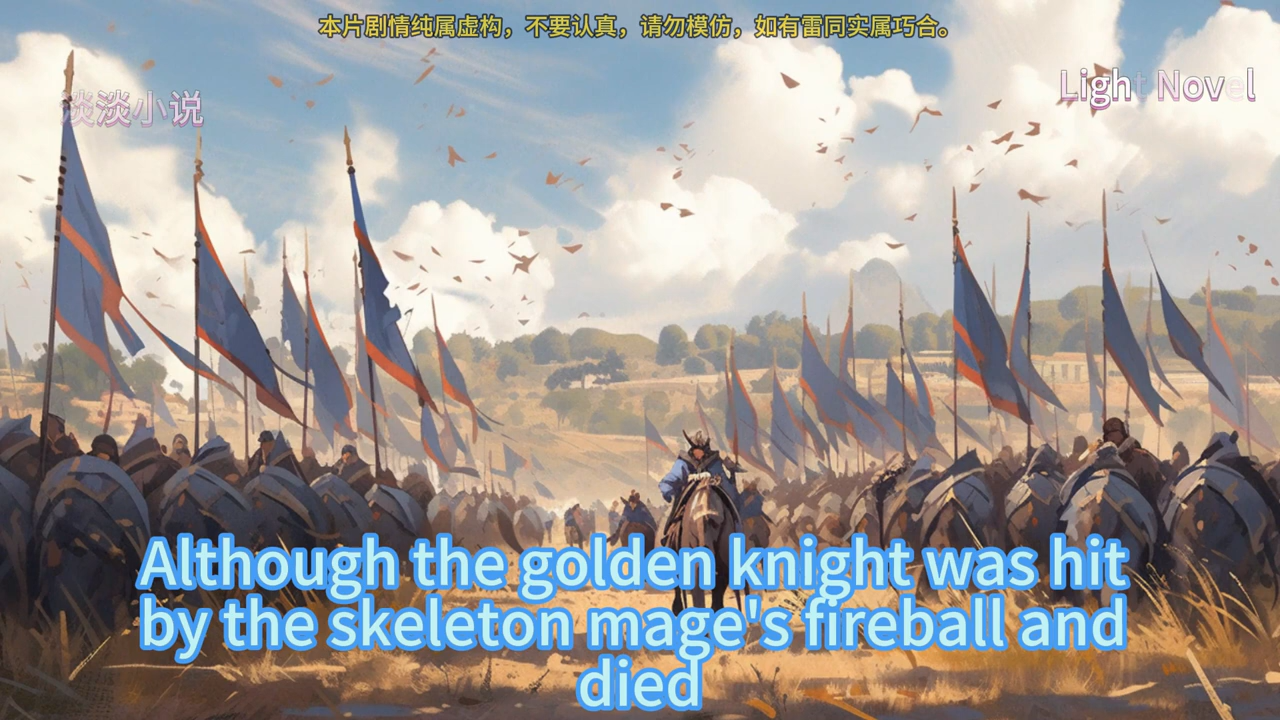 本片剧情纯属虚构，不要认真，请勿模仿，如有雷同实属巧合。
淡淡小说
Light Novel
Although the golden knight was hit
by the skeleton mage's fireball and
died